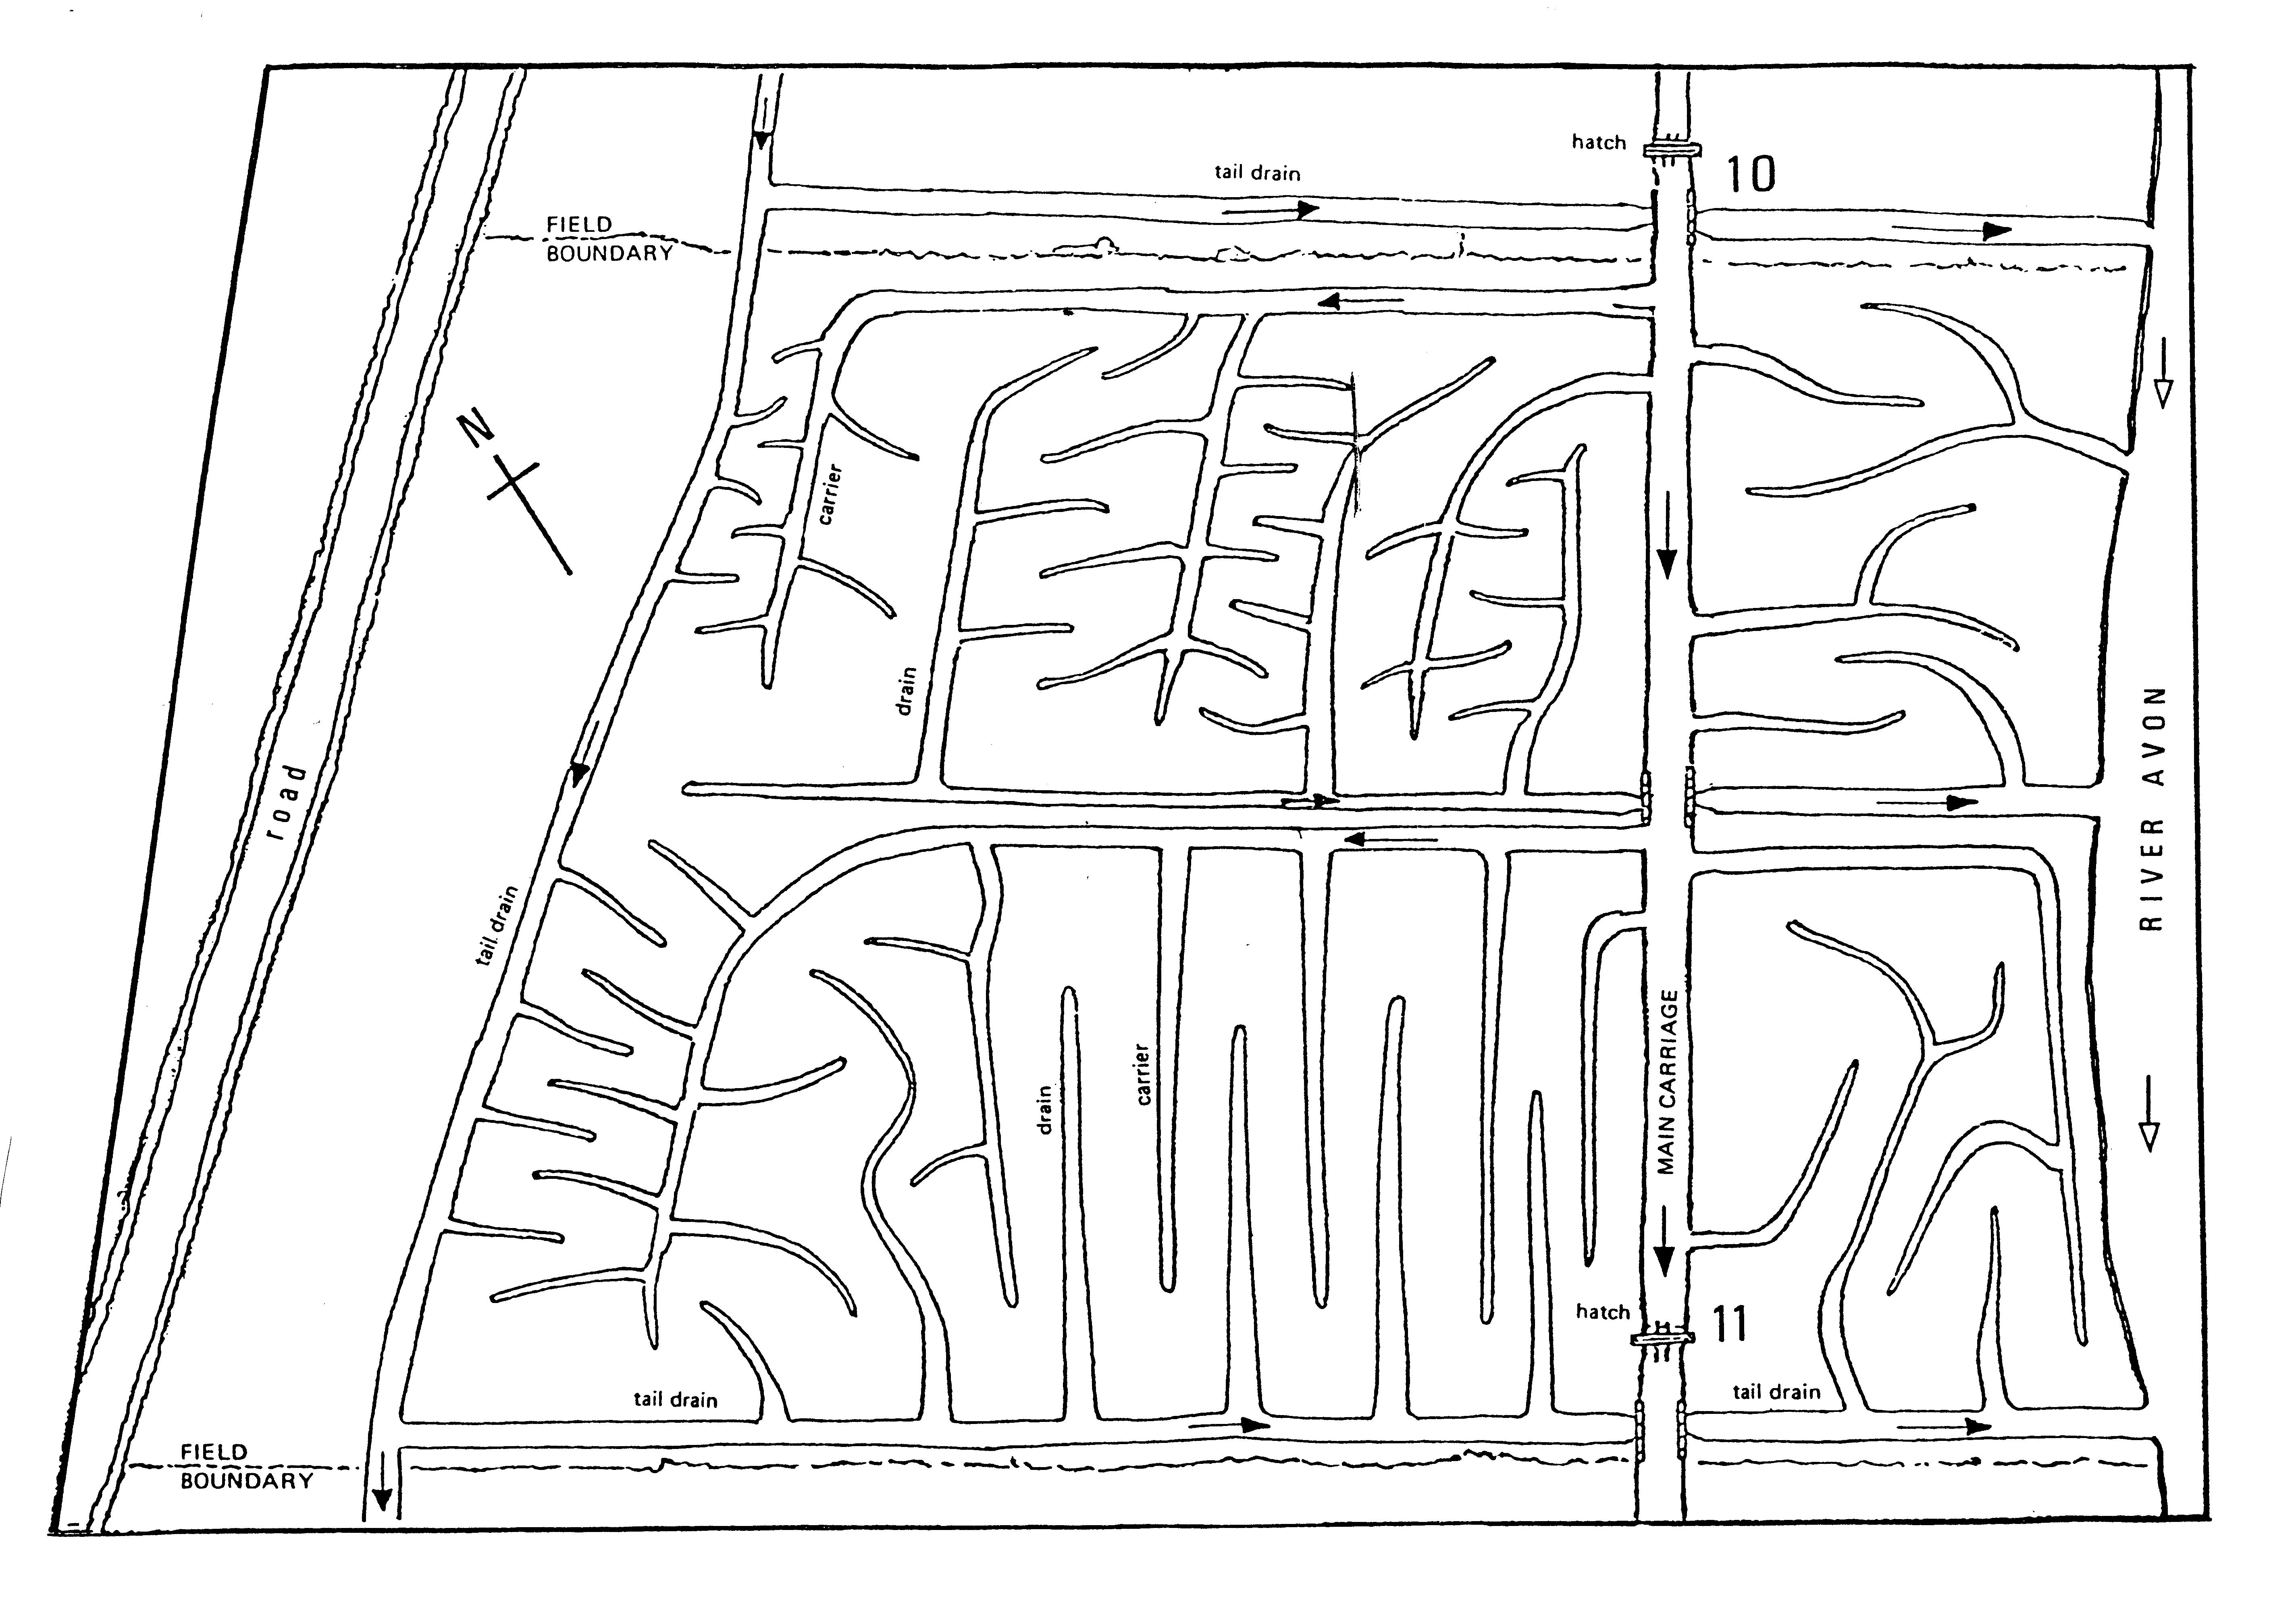 hatch
10
tail drain
FIELD
BOUNDARY
N
carrier
drain
road
RIVER AVON
tail drain
MAIN CARRIAGE
carrier
drain
hatch
11
tail drain
tail drain
FIELD
BOUNDARY